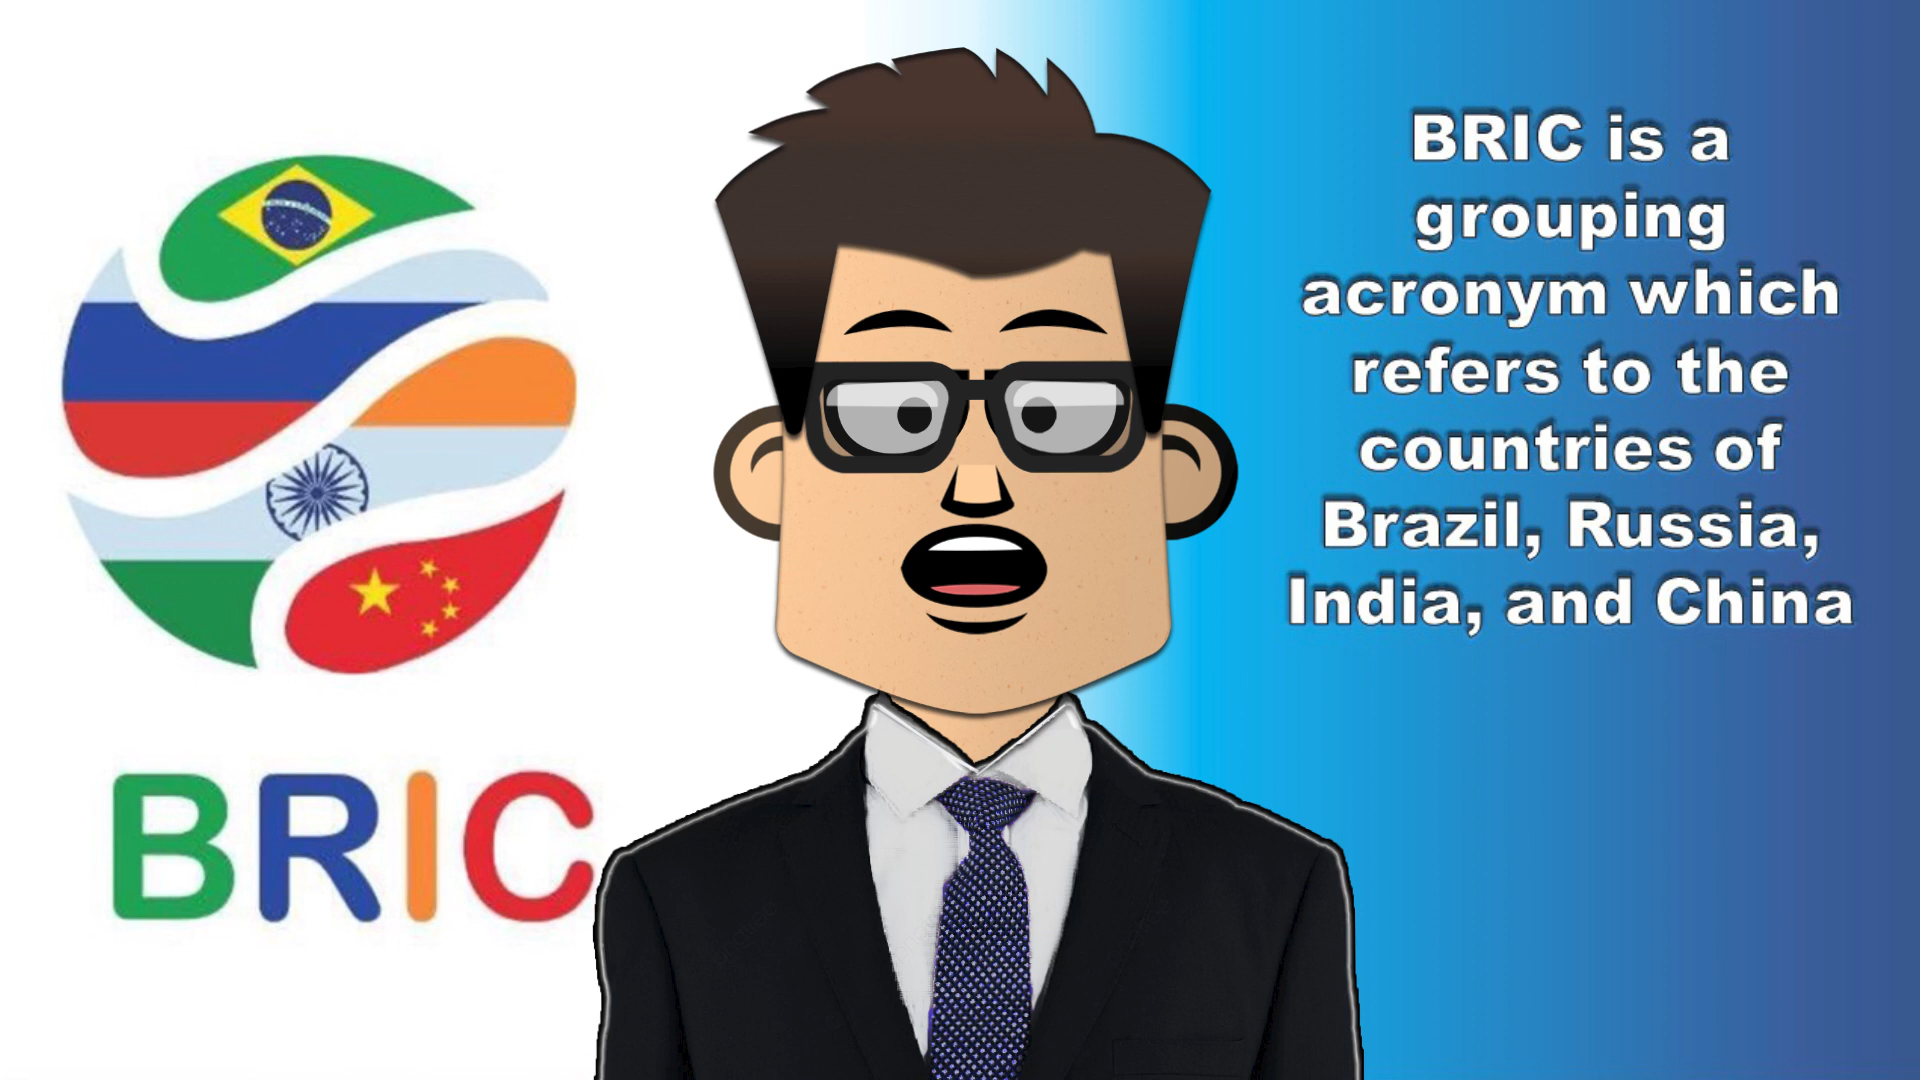 BRIC
BRIC is a
grouping
acronym which
refers to the
countries of
Brazil, Russia,
India, and China